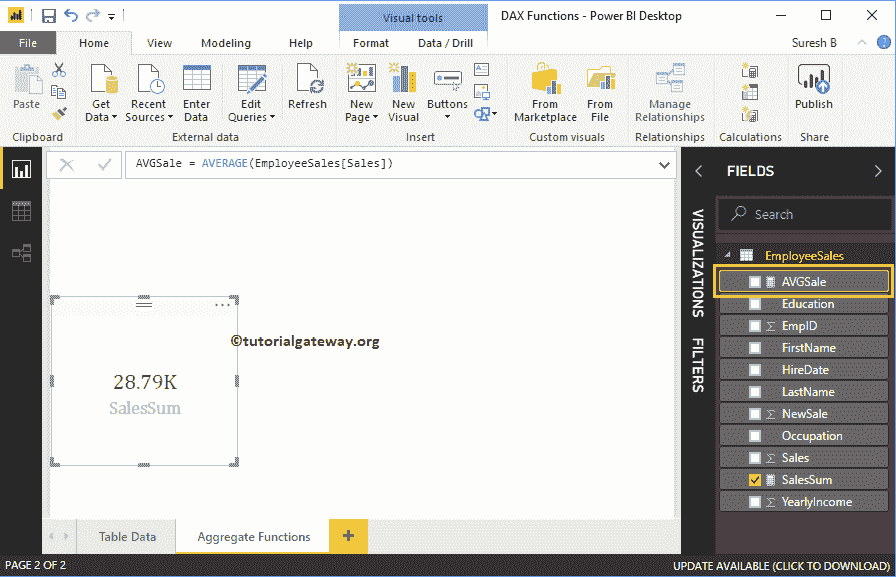 Visual tools
DAX Functions - Power BI Desktop
File
Home
View
Modeling
Help
Format
Data / Drill
Suresh B
Paste
Get
Data
Recent
Sources
Enter
Data
Edit
Queries
Refresh
New
Page
New
Visual
Buttons
From
Marketplace
From
File
Manage
Relationships
Publish
Clipboard
External data
Insert
Custom visuals
Relationships
Calculations
Share
AVGSale = AVERAGE(EmployeeSales[Sales])
VISUALIZATIONS
FILTERS
FIELDS
Search
EmployeeSales
AVGSale
Education
EmpID
FirstName
HireDate
LastName
NewSale
Occupation
Sales
SalesSum
YearlyIncome
©tutorialgateway.org
28.79K
SalesSum
Table Data
Aggregate Functions
PAGE 2 OF 2
UPDATE AVAILABLE (CLICK TO DOWNLOAD)